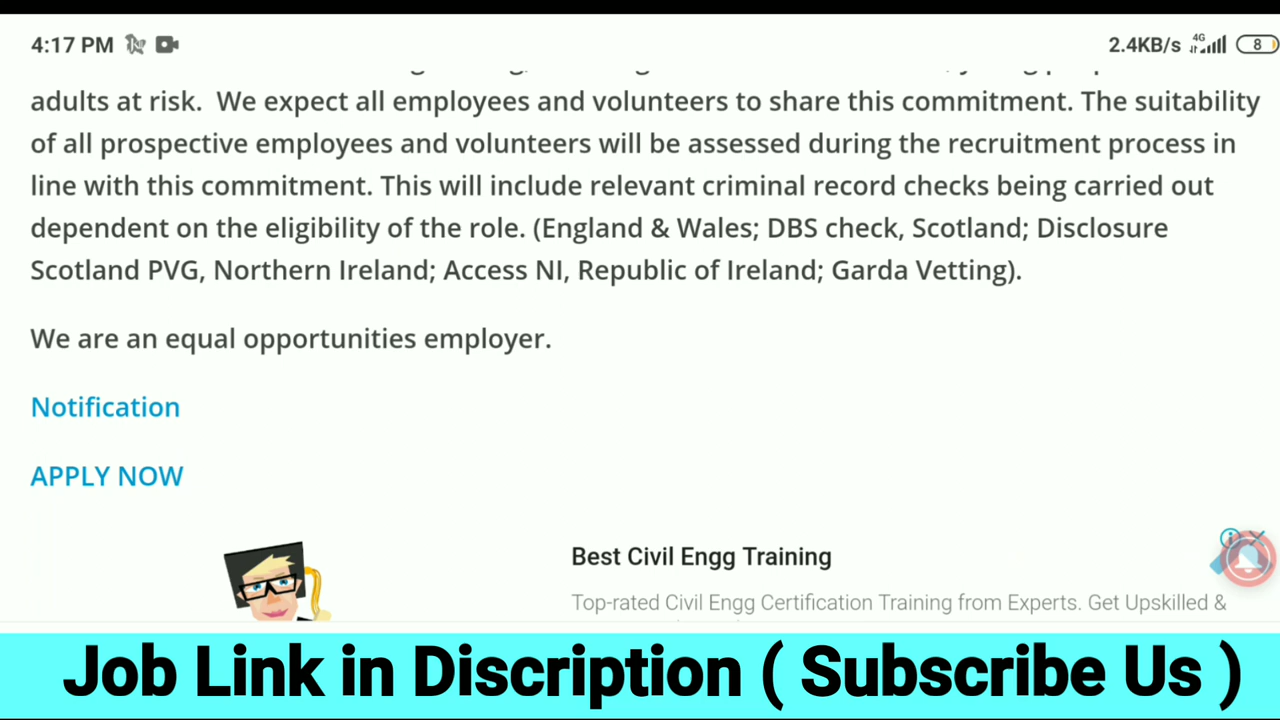 4:17 PM
2.4KB/s 4G 8
adults at risk. We expect all employees and volunteers to share this commitment. The suitability
of all prospective employees and volunteers will be assessed during the recruitment process in
line with this commitment. This will include relevant criminal record checks being carried out
dependent on the eligibility of the role. (England & Wales; DBS check, Scotland; Disclosure
Scotland PVG, Northern Ireland; Access NI, Republic of Ireland; Garda Vetting).
We are an equal opportunities employer.
Notification
APPLY NOW
Best Civil Engg Training
Top-rated Civil Engg Certification Training from Experts. Get Upskilled &
Job Link in Discription ( Subscribe Us )